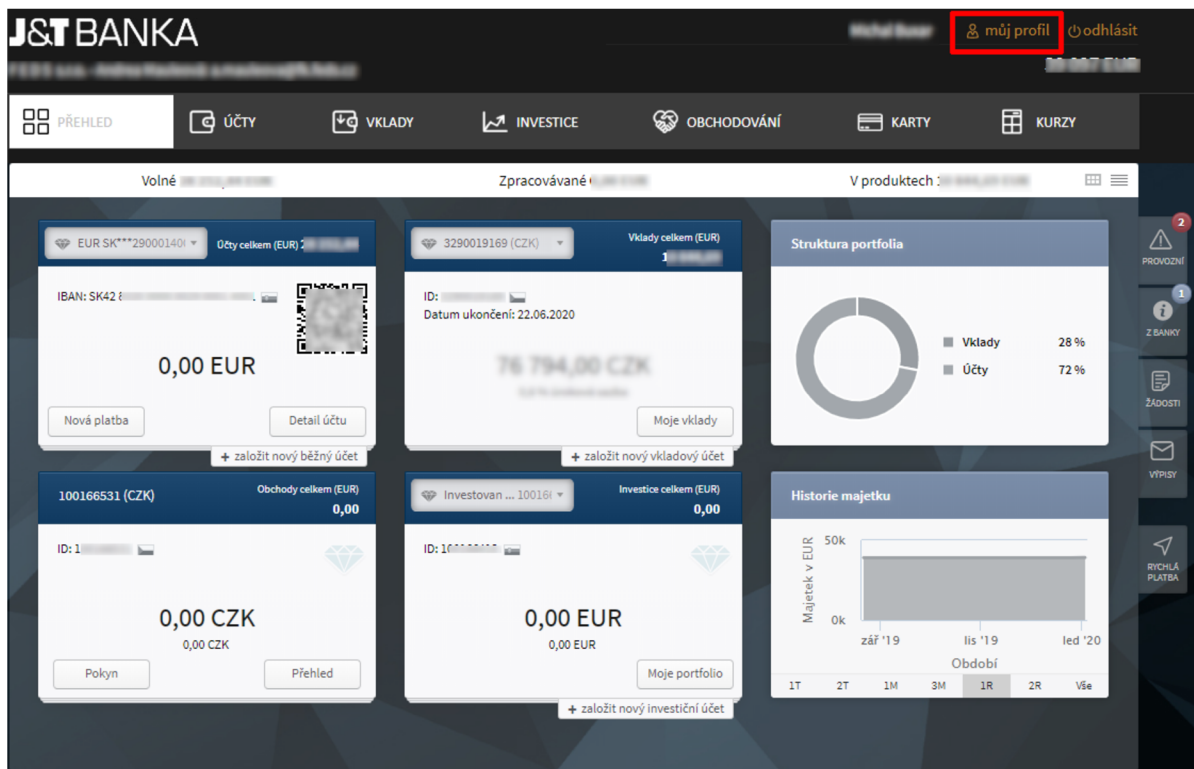 J&T BANKA
můj profil
odhlásit
PŘEHLED
ÚČTY
VKLADY
INVESTICE
OBCHODOVÁNÍ
KARTY
KURZY
Volné
Zpracovávané
V produktech
EUR SK***29000140
Účty celkem (EUR)
IBAN: SK42
0,00 EUR
Nová platba
Detail účtu
+ založit nový běžný účet
3290019169 (CZK)
Vklady celkem (EUR)
ID:
Datum ukončení: 22.06.2020
76 794,00 CZK
Moje vklady
+ založit nový vkladový účet
Struktura portfolia
Vklady 28 %
Účty 72 %
2
PROVOZNÍ
1
Z BANKY
ŽÁDOSTI
VÝPISY
RYCHLÁ
PLATBA
100166531 (CZK)
Obchody celkem (EUR)
0,00
ID: 1
0,00 CZK
0,00 CZK
Pokyn
Přehled
Investovan ... 10016
Investice celkem (EUR)
0,00
ID:
0,00 EUR
0,00 EUR
Moje portfolio
+ založit nový investiční účet
Historie majetku
Majetek v EUR
50k
0k
zář '19
lis '19
led '20
Období
1T 2T 1M 3M 1R 2R Vše